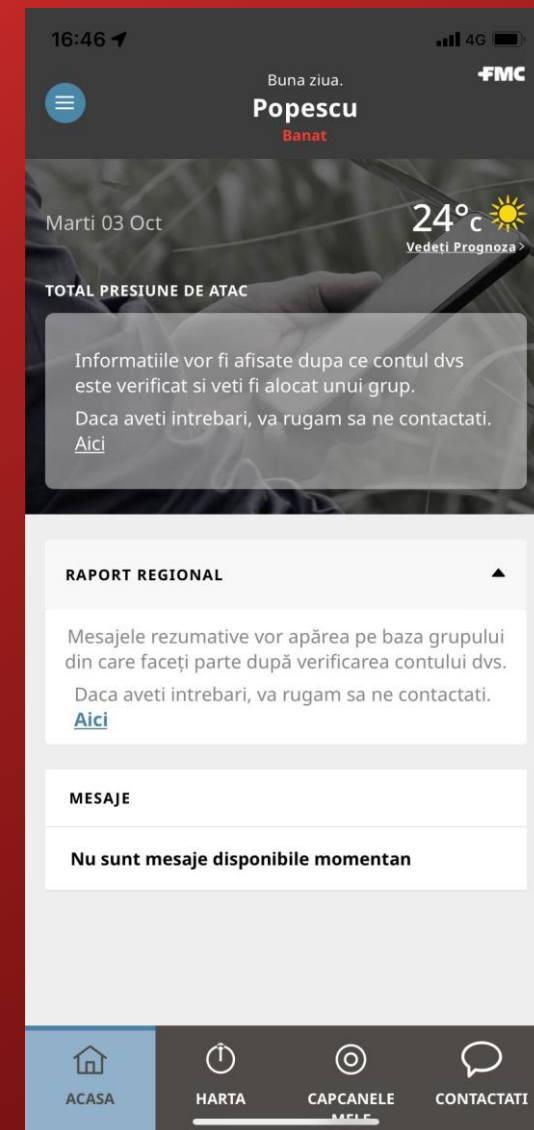 16:46
4G
FMC
Buna ziua.
Popescu
Banat
Marti 03 Oct
24°c
Vedeți Prognoza >
TOTAL PRESIUNE DE ATAC
Informatiile vor fi afisate dupa ce contul dvs
este verificat si veti fi alocat unui grup.
Daca aveti intrebari, va rugam sa ne contactati.
Aici
RAPORT REGIONAL
Mesajele rezumative vor apărea pe baza grupului
din care faceți parte după verificarea contului dvs.
Daca aveti intrebari, va rugam sa ne contactati.
Aici
MESAJE
Nu sunt mesaje disponibile momentan
ACASA
HARTA
CAPCANELE
MELE
CONTACTATI